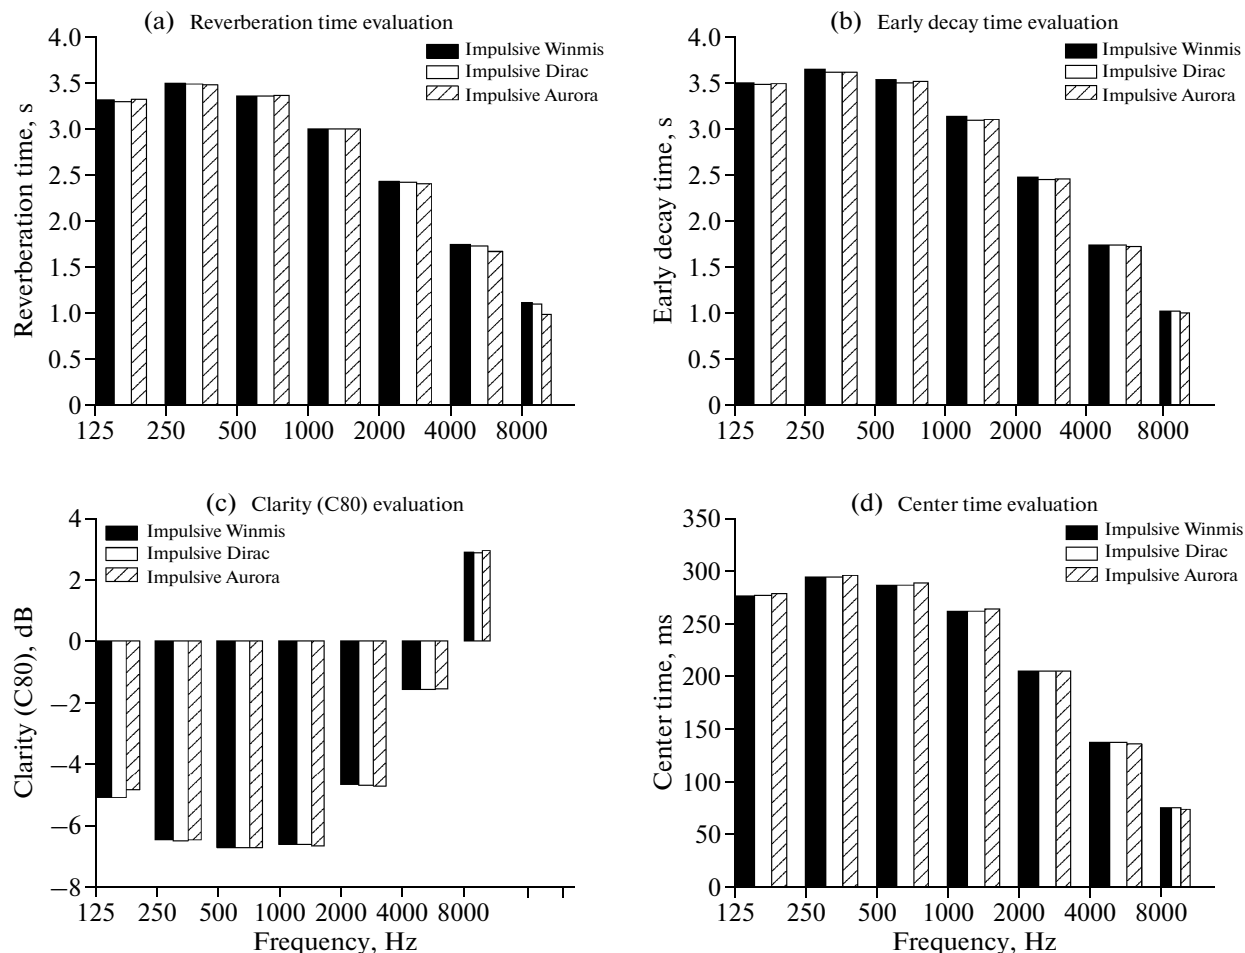 (a) Reverberation time evaluation
4.0
3.5
3.0
2.5
2.0
1.5
1.0
0.5
0
Reverberation time, s
Impulsive Winmis
Impulsive Dirac
Impulsive Aurora
125 250 500 1000 2000 4000 8000
(b) Early decay time evaluation
4.0
3.5
3.0
2.5
2.0
1.5
1.0
0.5
0
Early decay time, s
Impulsive Winmis
Impulsive Dirac
Impulsive Aurora
125 250 500 1000 2000 4000 8000
(c) Clarity (C80) evaluation
4
2
0
−2
−4
−6
−8
Clarity (C80), dB
Impulsive Winmis
Impulsive Dirac
Impulsive Aurora
125 250 500 1000 2000 4000 8000
Frequency, Hz
(d) Center time evaluation
350
300
250
200
150
100
50
0
Center time, ms
Impulsive Winmis
Impulsive Dirac
Impulsive Aurora
125 250 500 1000 2000 4000 8000
Frequency, Hz